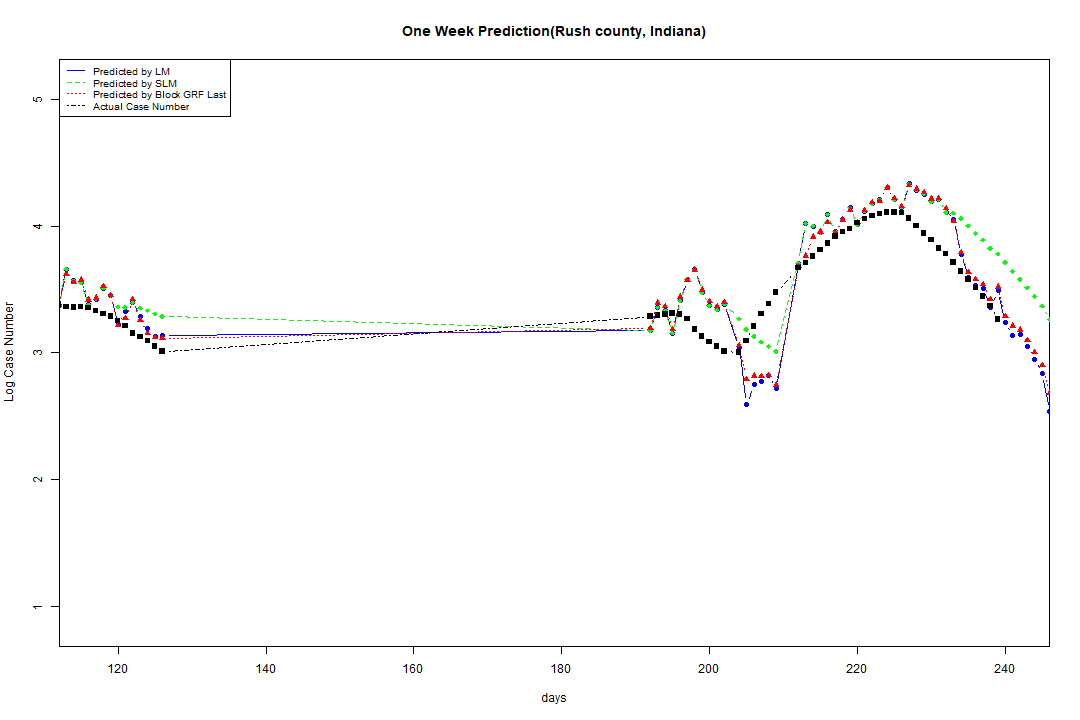 One Week Prediction(Rush county, Indiana)
Predicted by LM
Predicted by SLM
Predicted by Block GRF Last
Actual Case Number
5
4
3
2
1
Log Case Number
120 140 160 180 200 220 240
days